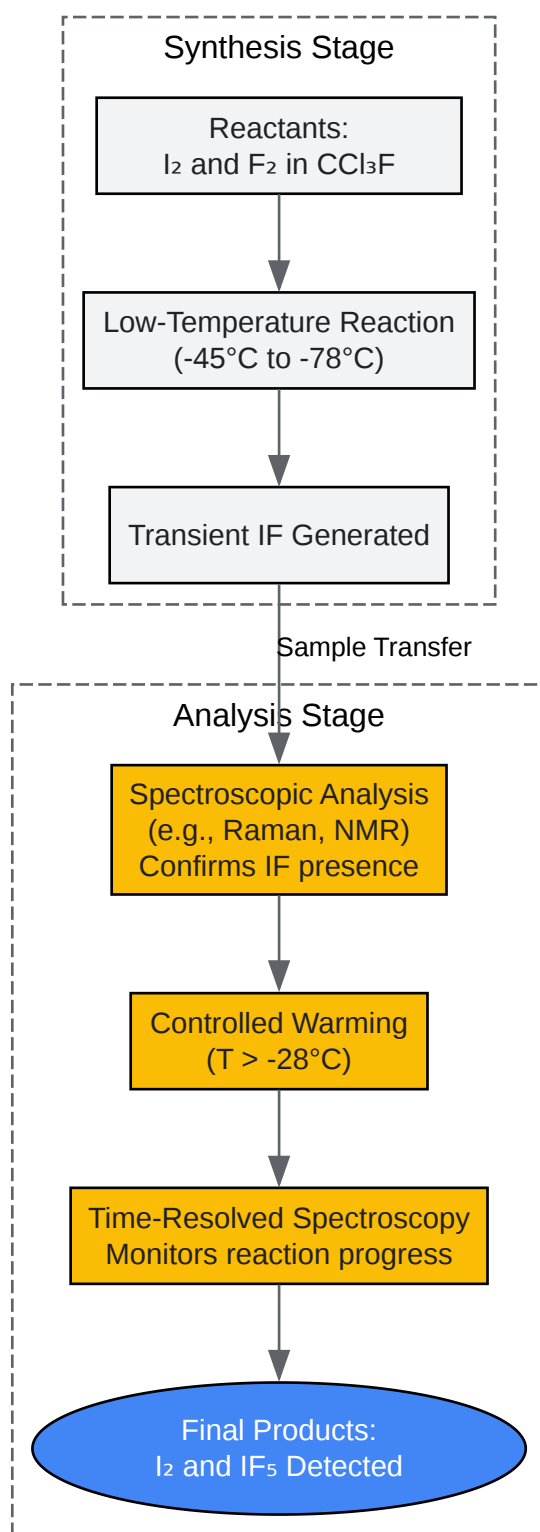 Synthesis Stage
Reactants:
I₂ and F₂ in CCl₃F
Low-Temperature Reaction
(-45°C to -78°C)
Transient IF Generated
Sample Transfer
Analysis Stage
Spectroscopic Analysis
(e.g., Raman, NMR)
Confirms IF presence
Controlled Warming
(T > -28°C)
Time-Resolved Spectroscopy
Monitors reaction progress
Final Products:
I₂ and IF₅ Detected